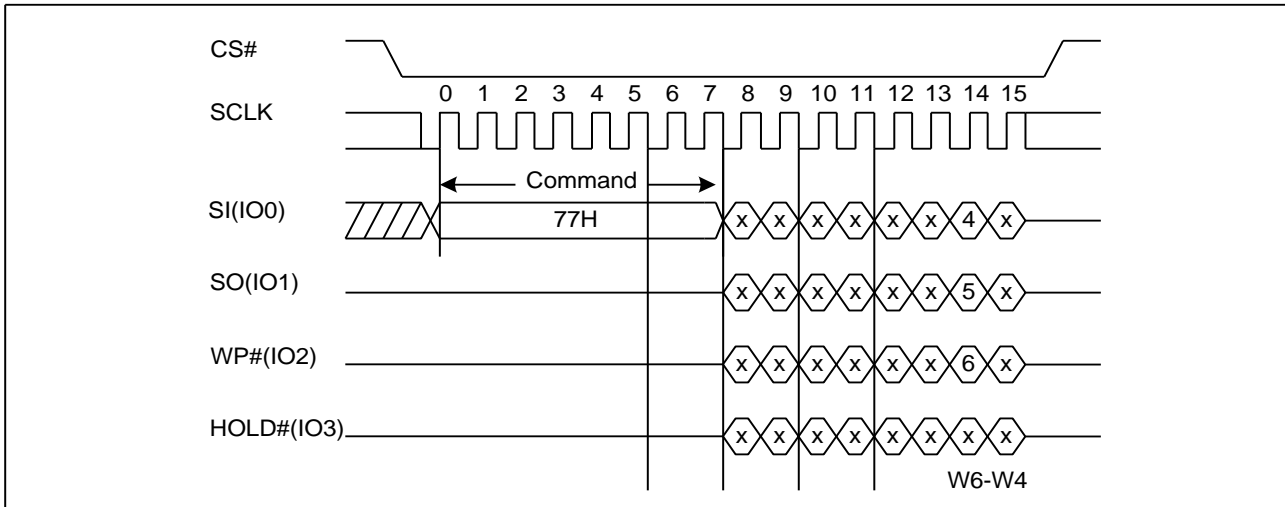 CS#
0 1 2 3 4 5 6 7 8 9 10 11 12 13 14 15
SCLK
Command
SI(IO0) 77H x x x x x x 4 x
SO(IO1) x x x x x x 5 x
WP#(IO2) x x x x x x 6 x
HOLD#(IO3) x x x x x x x x
W6-W4